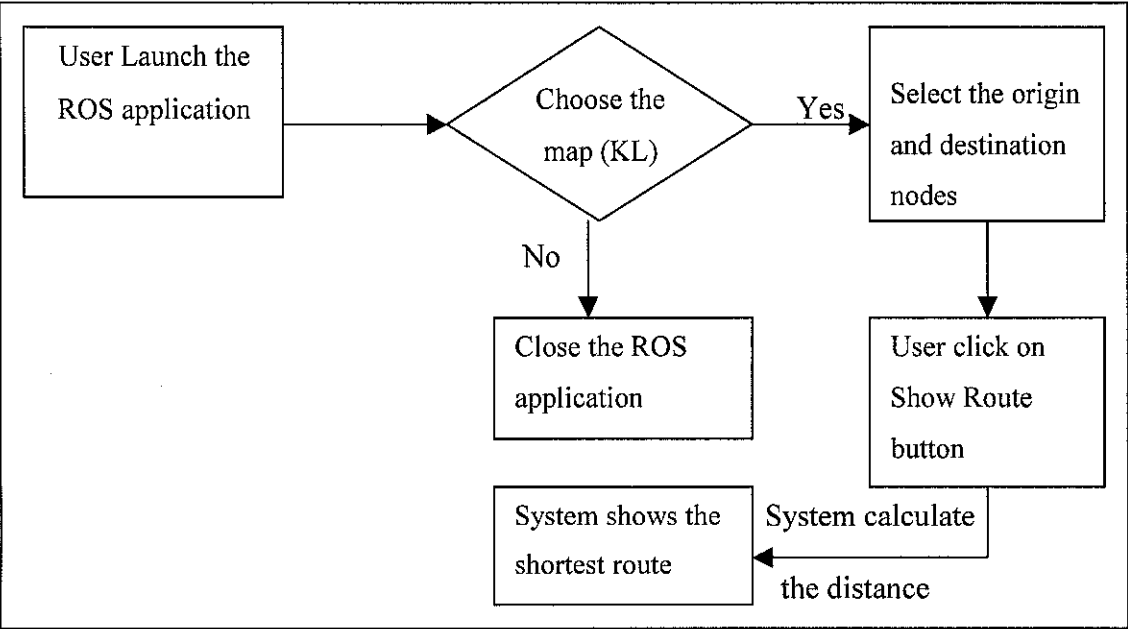 User Launch the
ROS application
Choose the
map (KL)
Yes
Select the origin
and destination
nodes
No
Close the ROS
application
User click on
Show Route
button
System calculate
the distance
System shows the
shortest route